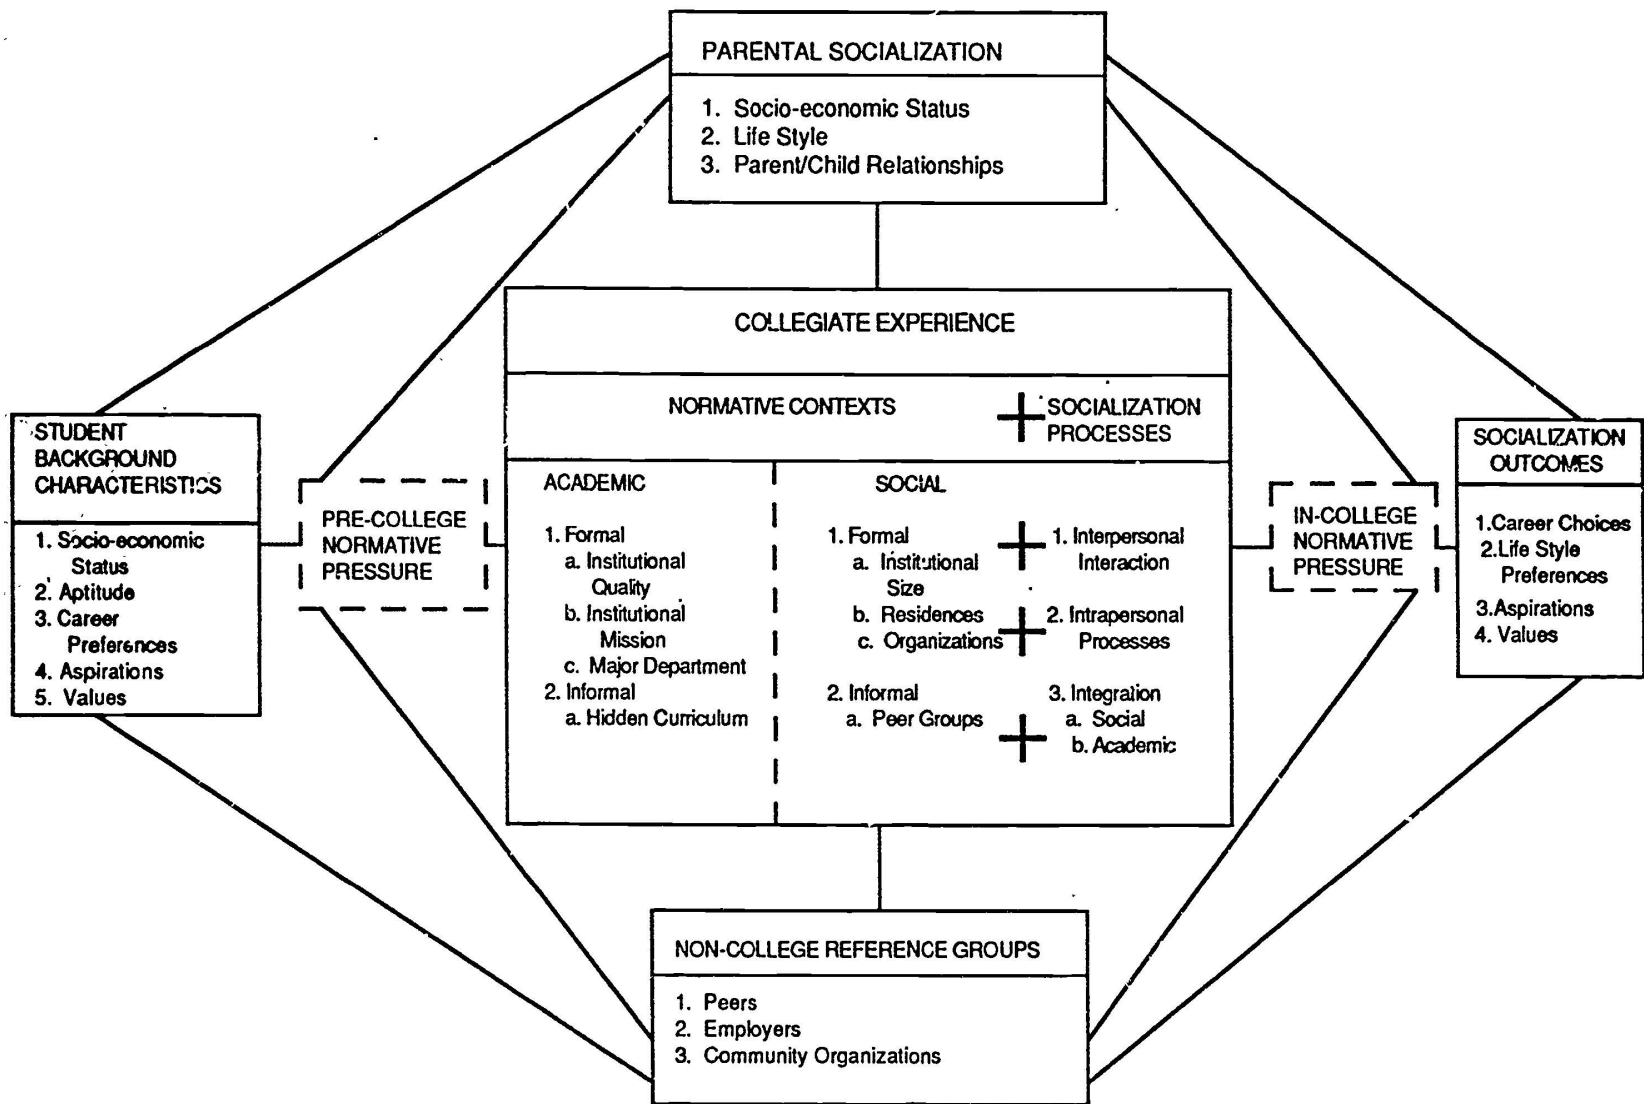 PARENTAL SOCIALIZATION
1. Socio-economic Status
2. Life Style
3. Parent/Child Relationships
COLLEGIATE EXPERIENCE
NORMATIVE CONTEXTS
SOCIALIZATION
PROCESSES
STUDENT
BACKGROUND
CHARACTERISTICS
1. Socio-economic
Status
2. Aptitude
3. Career
Preferences
4. Aspirations
5. Values
PRE-COLLEGE
NORMATIVE
PRESSURE
ACADEMIC
1. Formal
a. Institutional
Quality
b. Institutional
Mission
c. Major Department
2. Informal
a. Hidden Curriculum
SOCIAL
1. Formal
a. Institutional
Size
b. Residences
c. Organizations
2. Informal
a. Peer Groups
1. Interpersonal
Interaction
2. Intrapersonal
Processes
3. Integration
a. Social
b. Academic
IN-COLLEGE
NORMATIVE
PRESSURE
SOCIALIZATION
OUTCOMES
1.Career Choices
2.Life Style
Preferences
3.Aspirations
4. Values
NON-COLLEGE REFERENCE GROUPS
1. Peers
2. Employers
3. Community Organizations